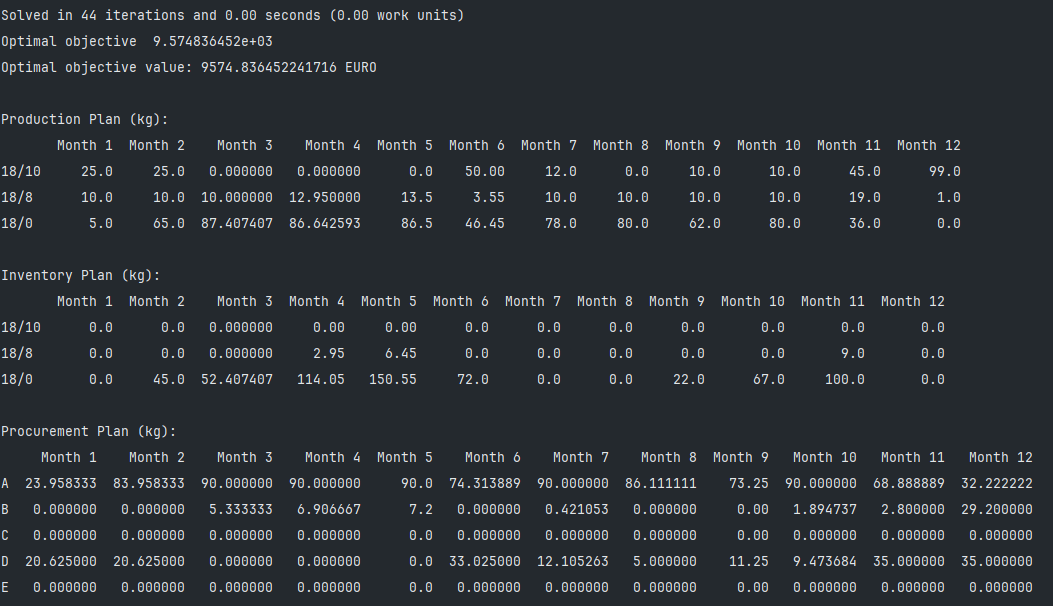 Solved in 44 iterations and 0.00 seconds (0.00 work units)
Optimal objective  9.574836452e+03
Optimal objective value: 9574.836452241716 EURO
Production Plan (kg):
Month 1  Month 2    Month 3    Month 4  Month 5  Month 6  Month 7  Month 8  Month 9  Month 10  Month 11  Month 12
18/10     25.0     25.0   0.000000   0.000000      0.0    50.00     12.0      0.0     10.0      10.0      45.0      99.0
18/8      10.0     10.0  10.000000  12.950000     13.5     3.55     10.0     10.0     10.0      10.0      19.0       1.0
18/0       5.0     65.0  87.407407  86.642593     86.5    46.45     78.0     80.0     62.0      80.0      36.0       0.0
Inventory Plan (kg):
Month 1  Month 2    Month 3  Month 4  Month 5  Month 6  Month 7  Month 8  Month 9  Month 10  Month 11  Month 12
18/10      0.0      0.0   0.000000     0.00     0.00      0.0      0.0      0.0      0.0       0.0       0.0       0.0
18/8       0.0      0.0   0.000000     2.95     6.45      0.0      0.0      0.0      0.0       0.0       9.0       0.0
18/0       0.0     45.0  52.407407   114.05   150.55     72.0      0.0      0.0     22.0      67.0     100.0       0.0
Procurement Plan (kg):
Month 1    Month 2    Month 3    Month 4  Month 5    Month 6    Month 7    Month 8  Month 9   Month 10   Month 11   Month 12
A  23.958333  83.958333  90.000000  90.000000     90.0  74.313889  90.000000  86.111111    73.25  90.000000  68.888889  32.222222
B   0.000000   0.000000   5.333333   6.906667      7.2   0.000000   0.421053   0.000000     0.00   1.894737   2.800000  29.200000
C   0.000000   0.000000   0.000000   0.000000      0.0   0.000000   0.000000   0.000000     0.00   0.000000   0.000000   0.000000
D  20.625000  20.625000   0.000000   0.000000      0.0  33.025000  12.105263   5.000000    11.25   9.473684  35.000000  35.000000
E   0.000000   0.000000   0.000000   0.000000      0.0   0.000000   0.000000   0.000000     0.00   0.000000   0.000000   0.000000